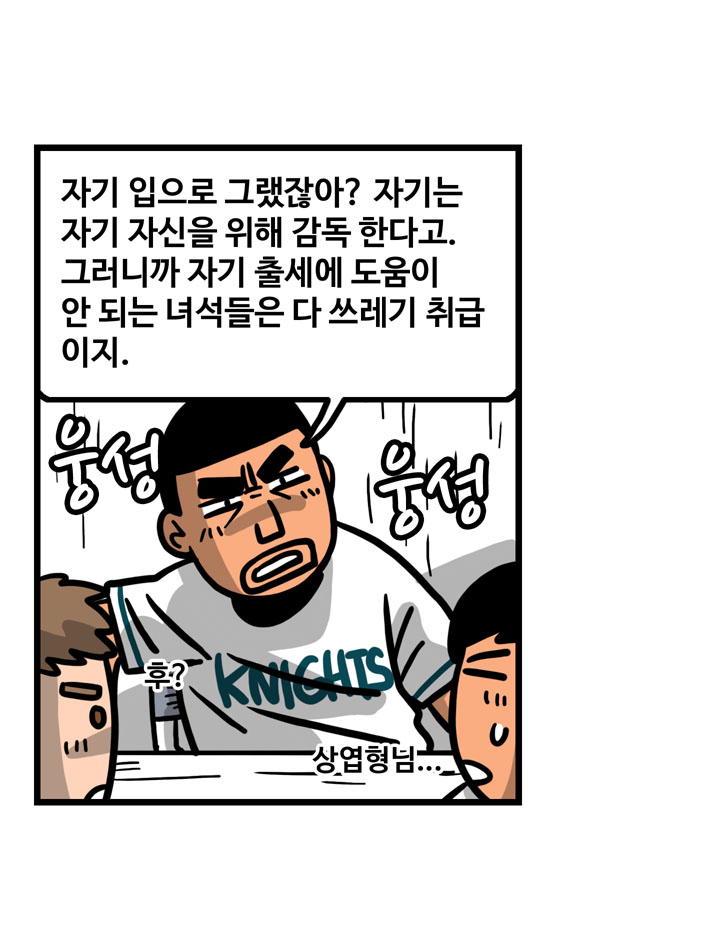 자기 입으로 그랬잖아? 자기는
자기 자신을 위해 감독 한다고.
그러니까 자기 출세에 도움이
안 되는 녀석들은 다 쓰레기 취급
이지.
웅성
웅성
후?
KNIGHTS
상엽형님...